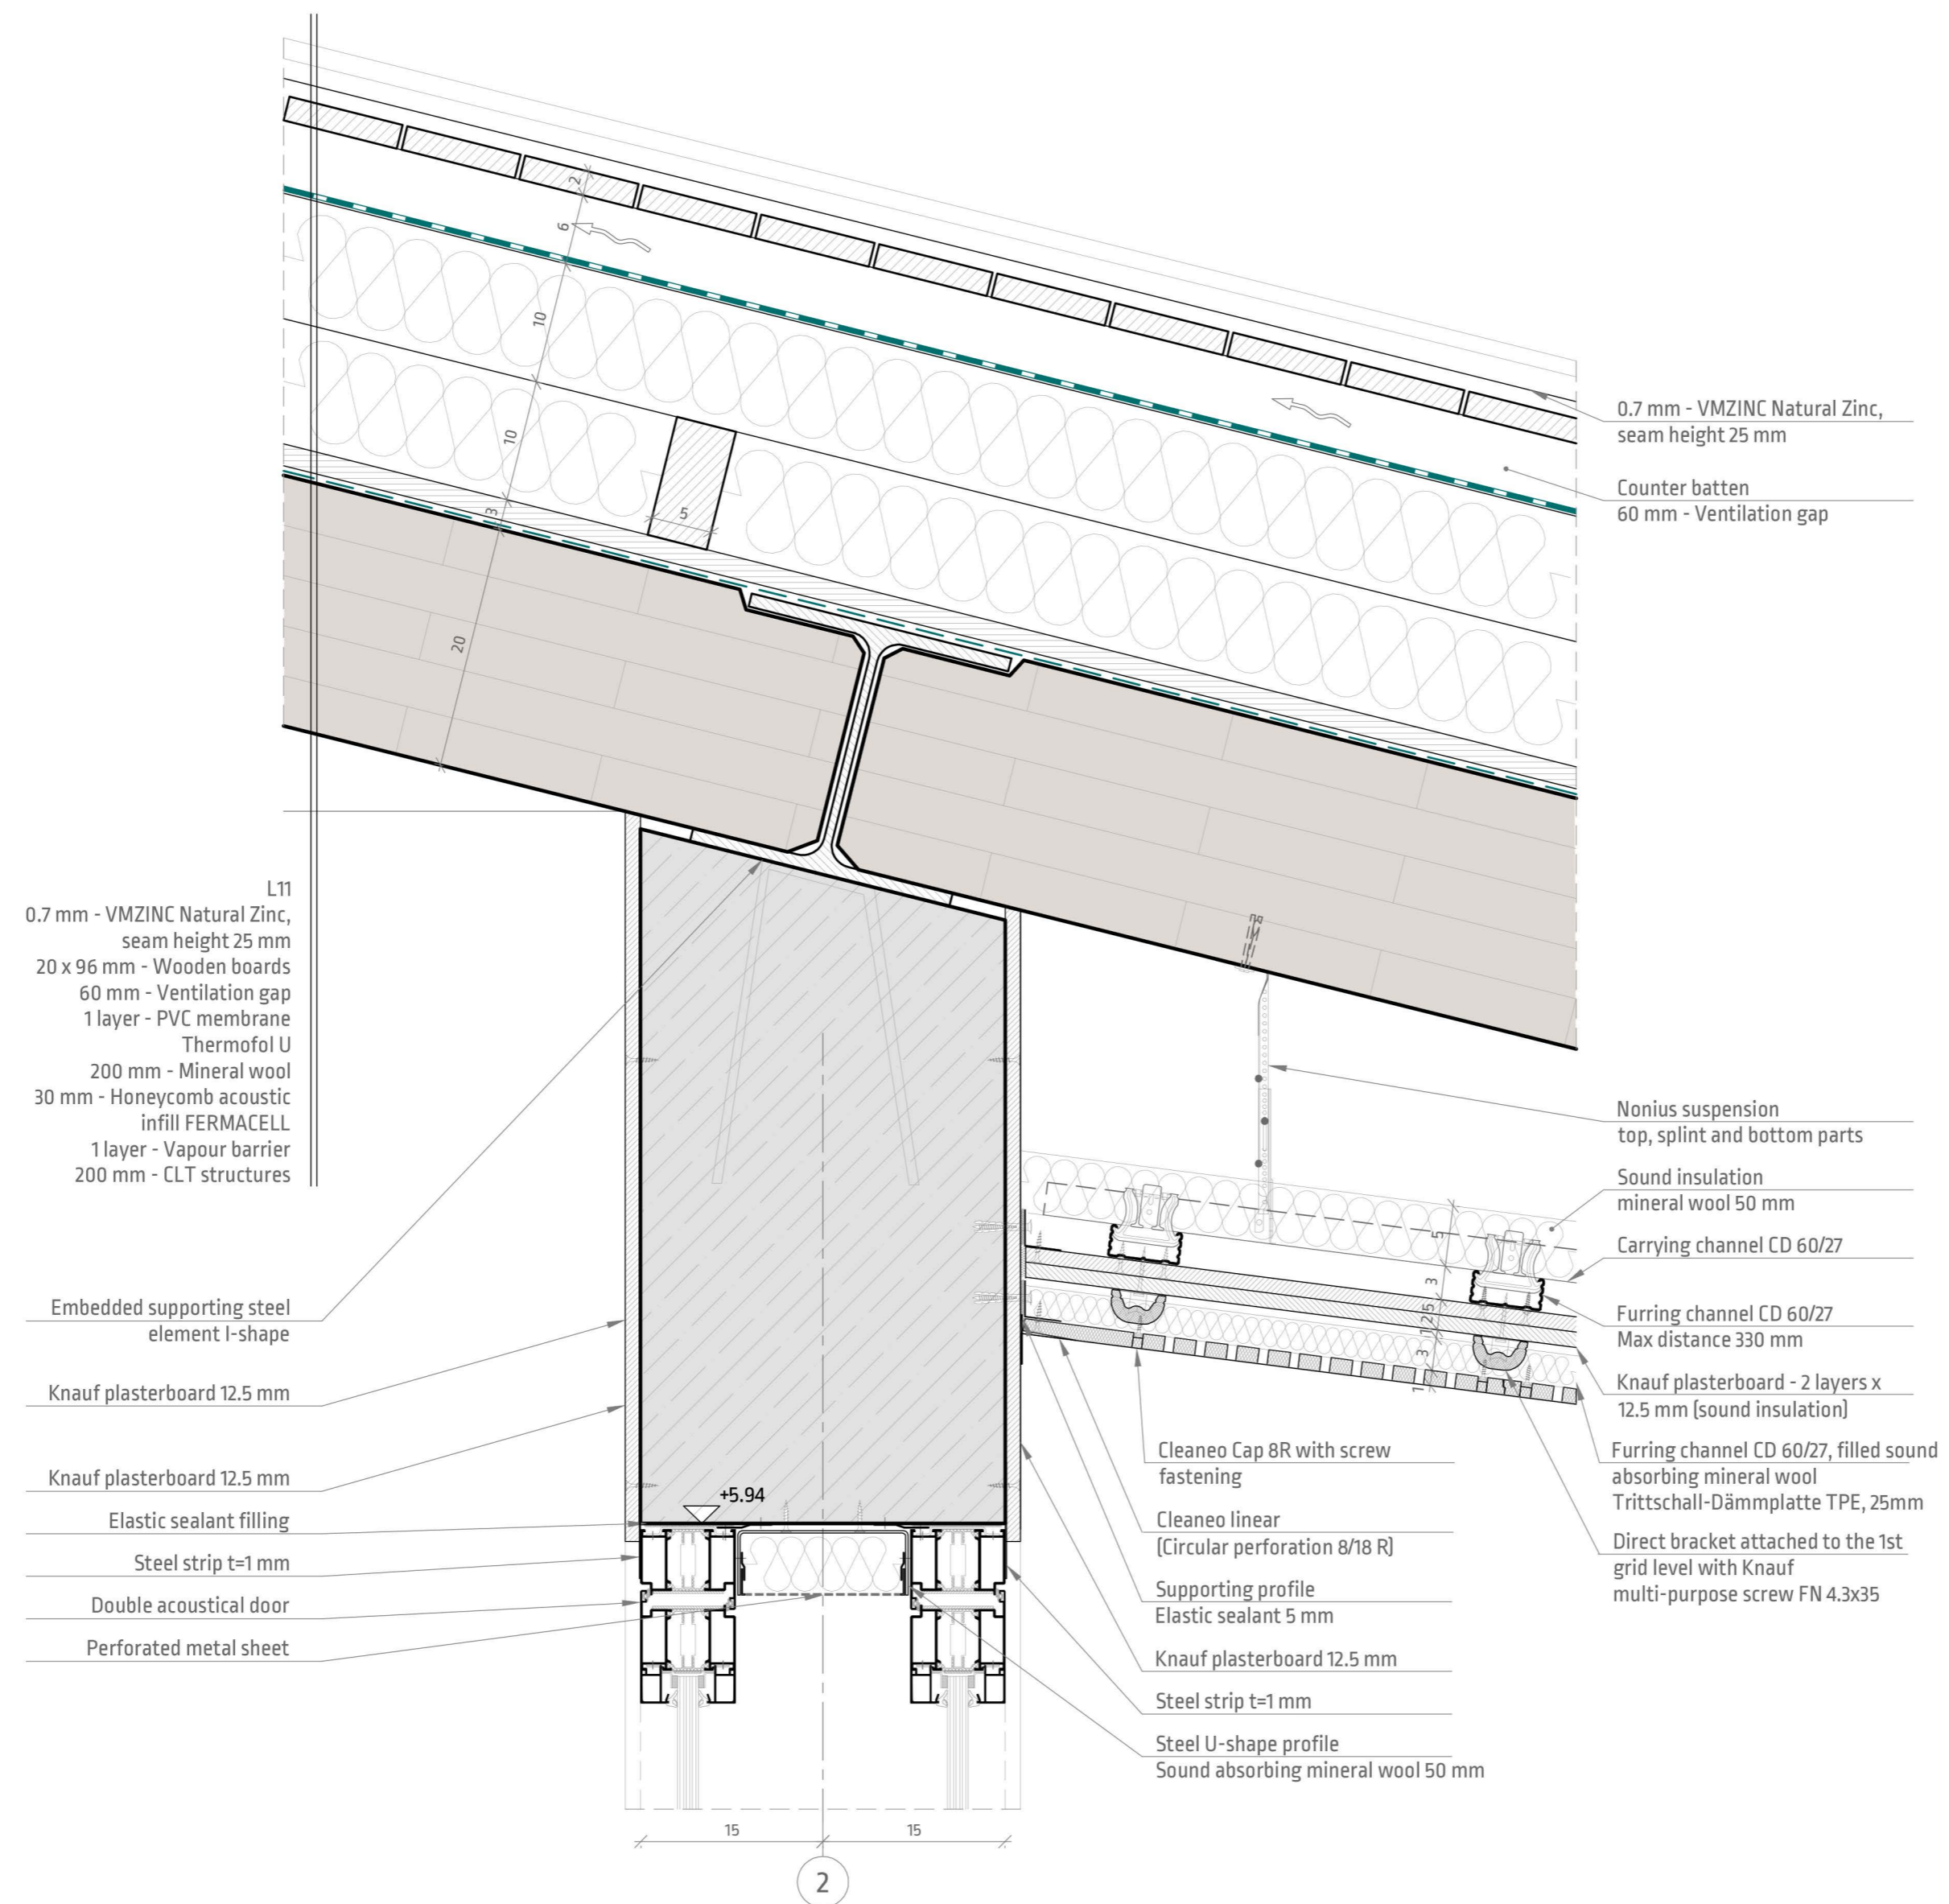 2
6
10
10
5
3
20
0.7 mm - VMZINC Natural Zinc,
seam height 25 mm
Counter batten
60 mm - Ventilation gap
L11
0.7 mm - VMZINC Natural Zinc,
seam height 25 mm
20 x 96 mm - Wooden boards
60 mm - Ventilation gap
1 layer - PVC membrane
Thermofol U
200 mm - Mineral wool
30 mm - Honeycomb acoustic
infill FERMACELL
1 layer - Vapour barrier
200 mm - CLT structures
Embedded supporting steel
element I-shape
Knauf plasterboard 12.5 mm
Knauf plasterboard 12.5 mm
Elastic sealant filling
Steel strip t=1 mm
Double acoustical door
Perforated metal sheet
+5.94
Nonius suspension
top, splint and bottom parts
Sound insulation
mineral wool 50 mm
Carrying channel CD 60/27
Furring channel CD 60/27
Max distance 330 mm
Knauf plasterboard - 2 layers x
12.5 mm (sound insulation)
Furring channel CD 60/27, filled sound
absorbing mineral wool
Trittschall-Dämmplatte TPE, 25mm
Direct bracket attached to the 1st
grid level with Knauf
multi-purpose screw FN 4.3x35
5
3
3
1
Cleaneo Cap 8R with screw
fastening
Cleaneo linear
(Circular perforation 8/18 R)
Supporting profile
Elastic sealant 5 mm
Knauf plasterboard 12.5 mm
Steel strip t=1 mm
Steel U-shape profile
Sound absorbing mineral wool 50 mm
15
15
2